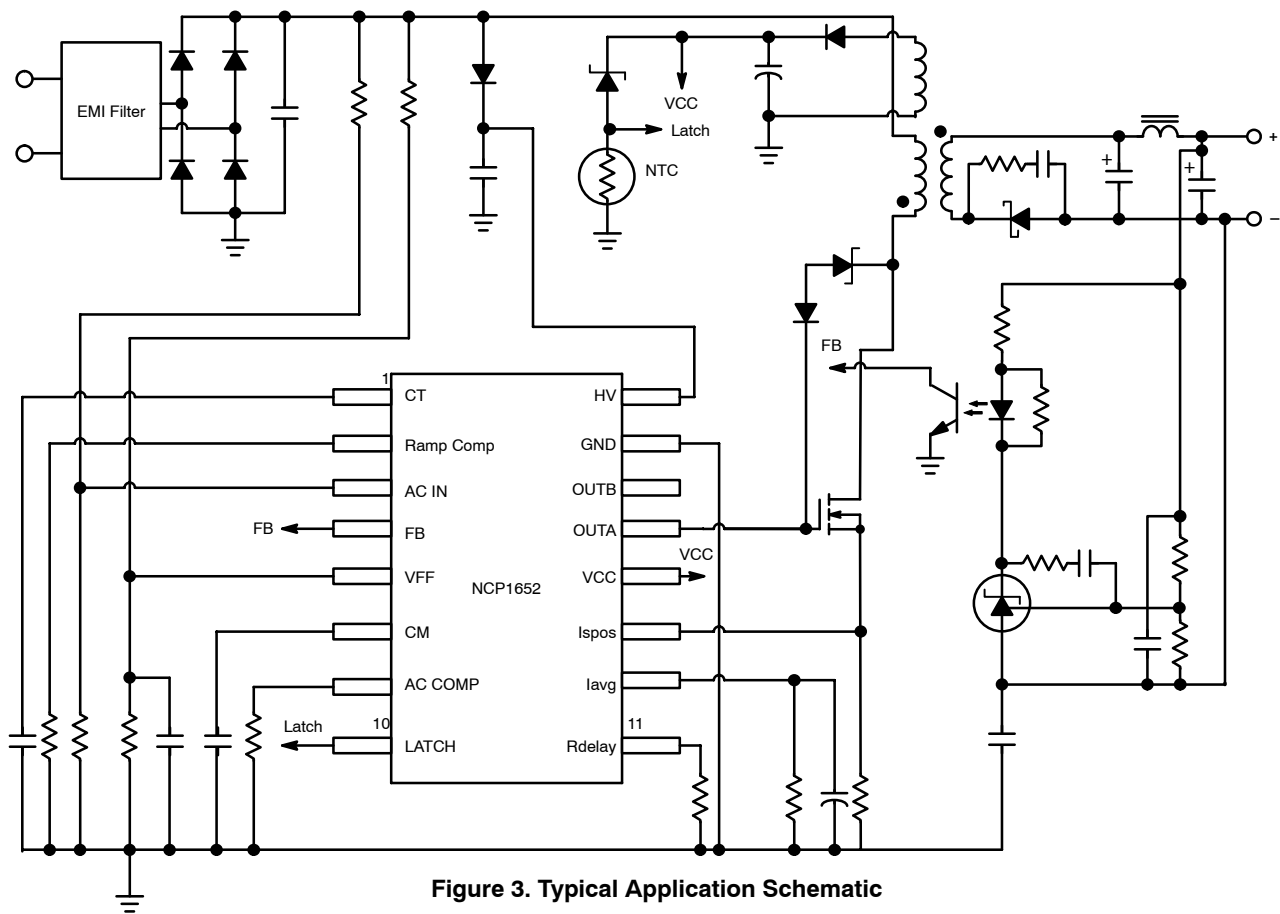 EMI Filter
VCC
Latch
NTC
+
+
+
−
FB
1
CT
HV
Ramp Comp
GND
AC IN
OUTB
FB
FB
OUTA
VCC
VFF
NCP1652
VCC
CM
Ispos
AC COMP
Iavg
Latch
10
11
LATCH
Rdelay
Figure 3. Typical Application Schematic